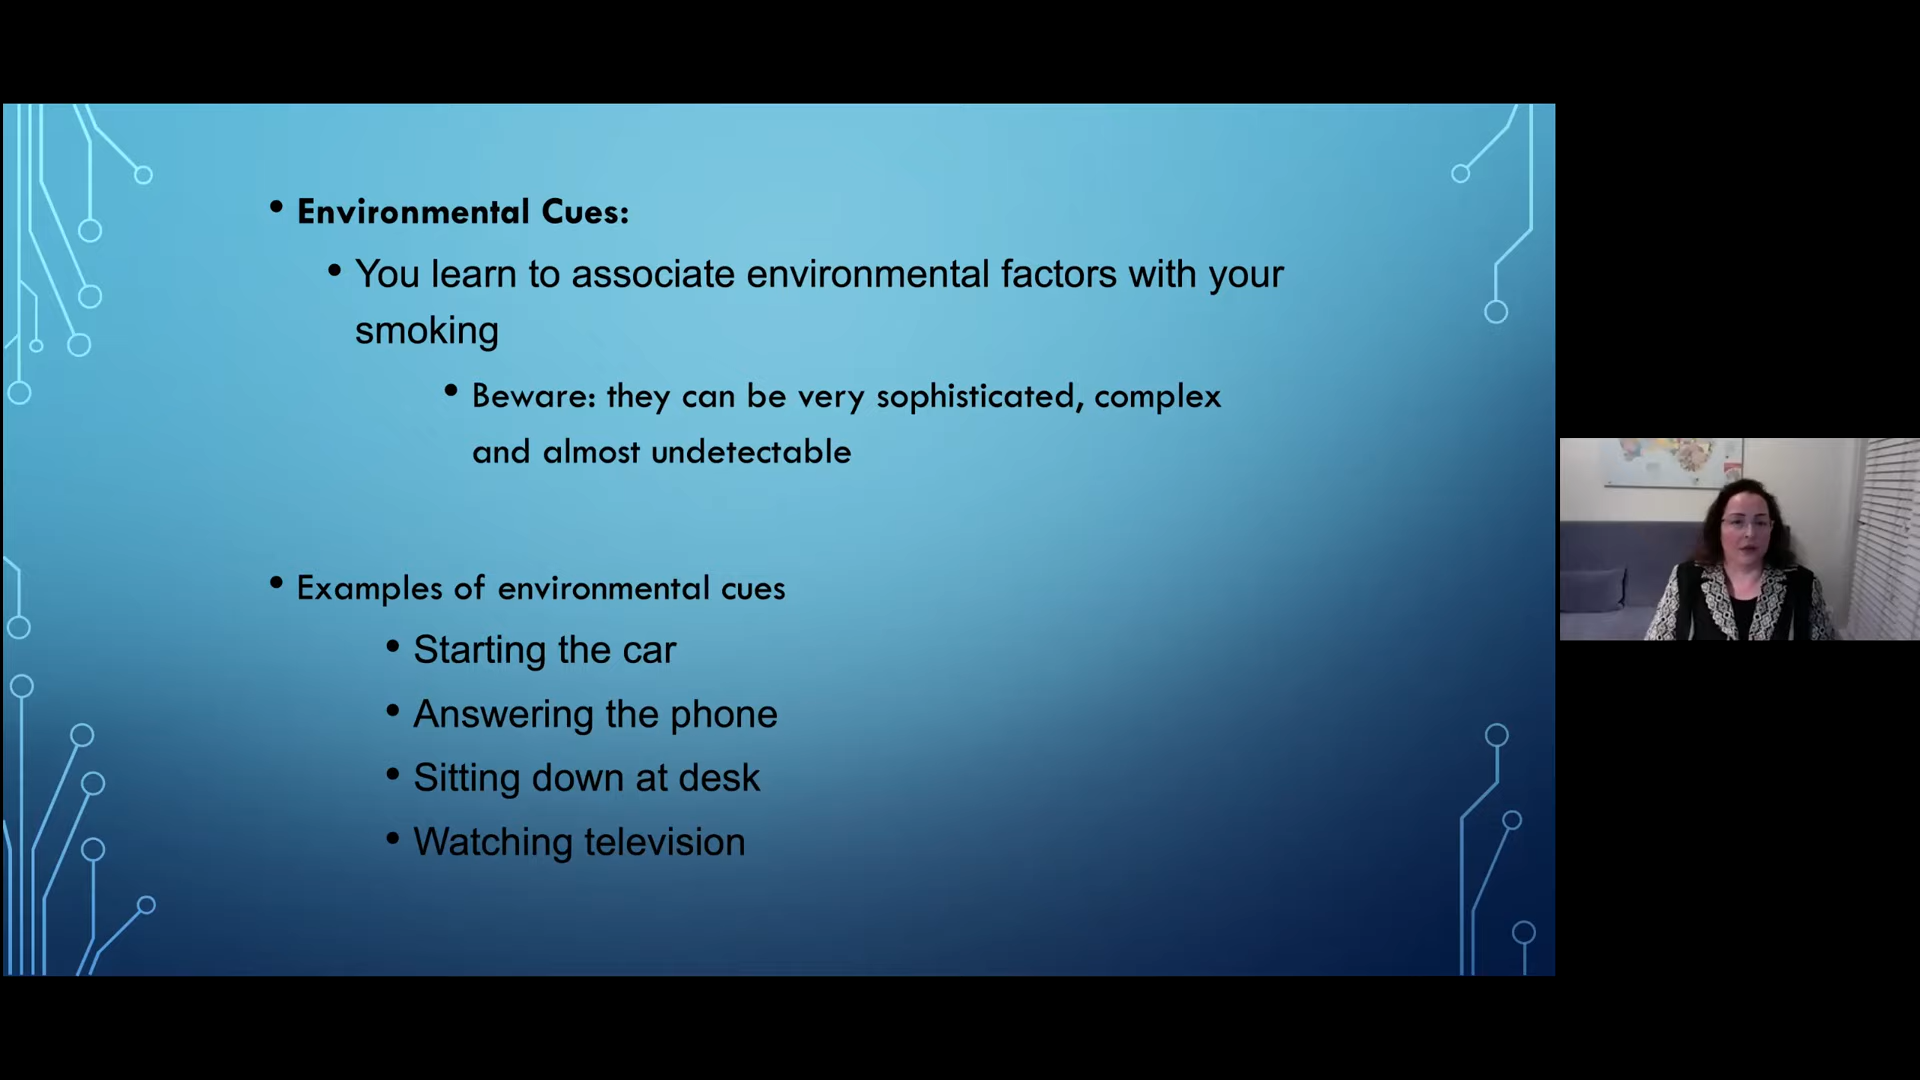 • Environmental Cues:
• You learn to associate environmental factors with your
smoking
• Beware: they can be very sophisticated, complex
and almost undetectable
• Examples of environmental cues
• Starting the car
• Answering the phone
• Sitting down at desk
• Watching television